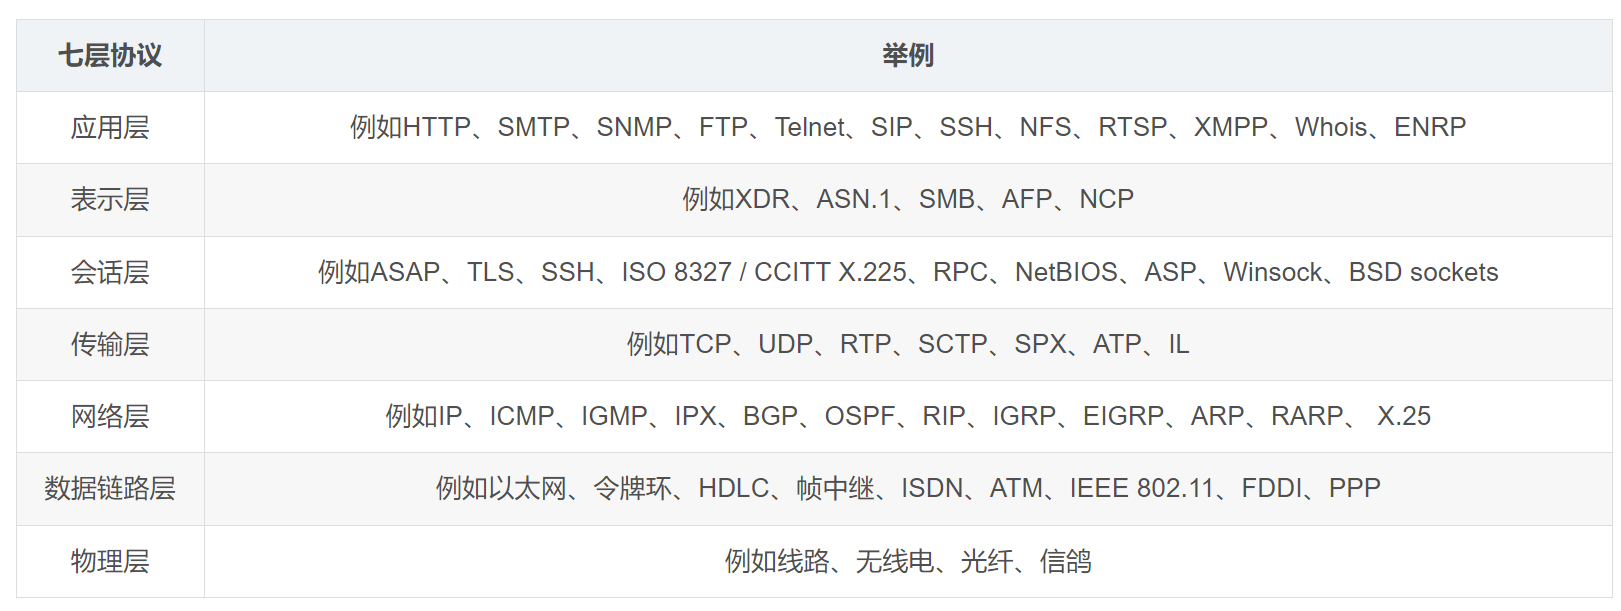 七层协议 举例
应用层 例如HTTP、SMTP、SNMP、FTP、Telnet、SIP、SSH、NFS、RTSP、XMPP、Whois、ENRP
表示层 例如XDR、ASN.1、SMB、AFP、NCP
会话层 例如ASAP、TLS、SSH、ISO 8327 / CCITT X.225、RPC、NetBIOS、ASP、Winsock、BSD sockets
传输层 例如TCP、UDP、RTP、SCTP、SPX、ATP、IL
网络层 例如IP、ICMP、IGMP、IPX、BGP、OSPF、RIP、IGRP、EIGRP、ARP、RARP、 X.25
数据链路层 例如以太网、令牌环、HDLC、帧中继、ISDN、ATM、IEEE 802.11、FDDI、PPP
物理层 例如线路、无线电、光纤、信鸽